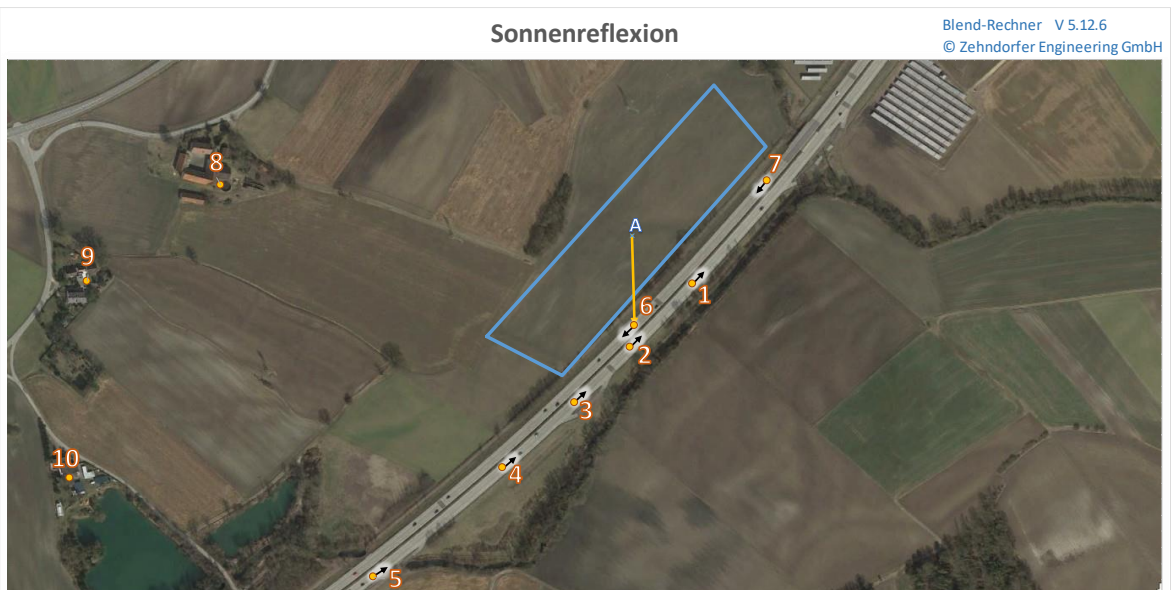 Sonnenreflexion
Blend-Rechner V 5.12.6
© Zehndorfer Engineering GmbH
8
7
A
9
1
6
2
3
10
4
5